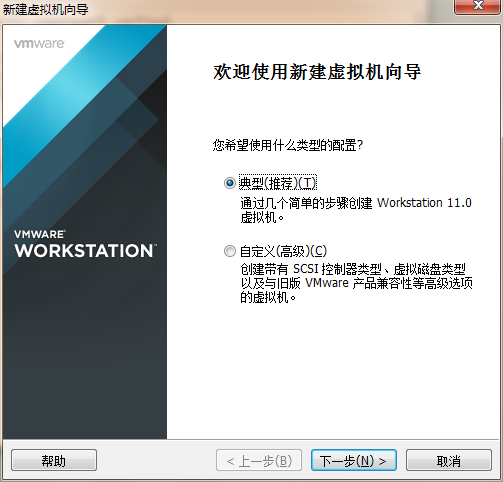 新建虚拟机向导
vmware
欢迎使用新建虚拟机向导
您希望使用什么类型的配置?
典型(推荐)(T)
通过几个简单的步骤创建 Workstation 11.0
虚拟机。
VMWARE
WORKSTATION™
自定义(高级)(C)
创建带有 SCSI 控制器类型、虚拟磁盘类型
以及与旧版 VMware 产品兼容性等高级选项
的虚拟机。
帮助
< 上一步(B)
下一步(N) >
取消